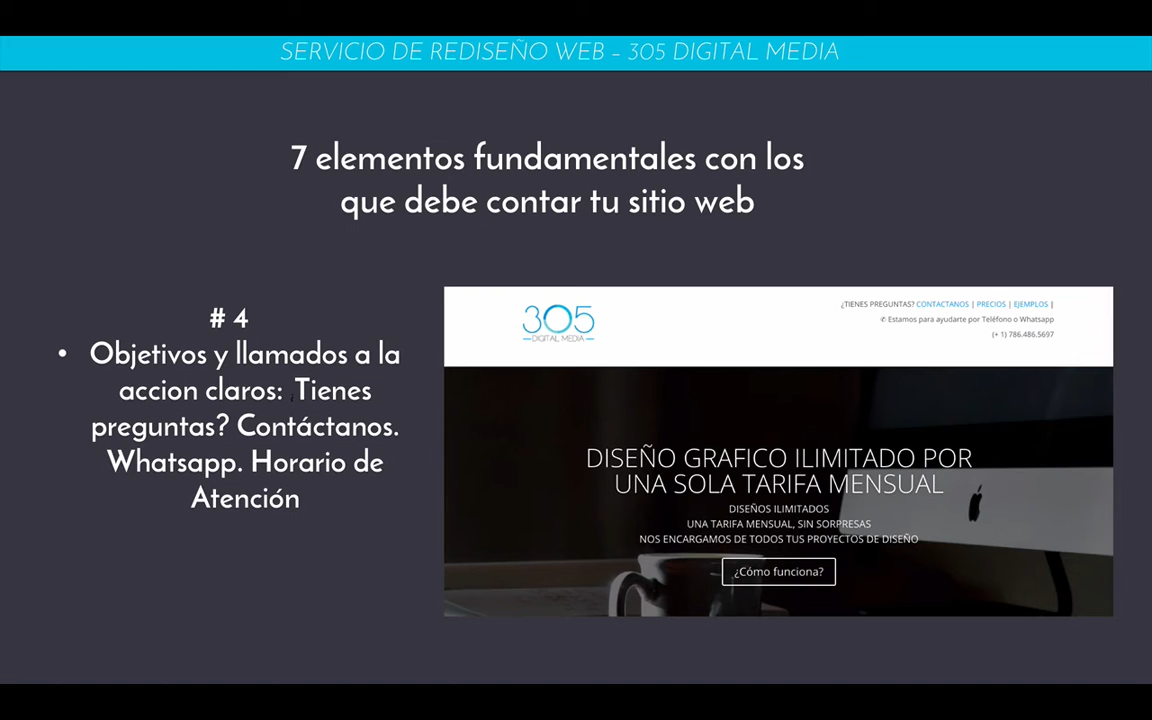 SERVICIO DE REDISEÑO WEB – 305 DIGITAL MEDIA
7 elementos fundamentales con los
que debe contar tu sitio web
# 4
• Objetivos y llamados a la
accion claros: ¿Tienes
preguntas? Contáctanos.
Whatsapp. Horario de
Atención
305
DIGITAL MEDIA
¿TIENES PREGUNTAS? CONTACTANOS | PRECIOS | EJEMPLOS |
✆ Estamos para ayudarte por Teléfono o Whatsapp
(+ 1) 786.486.5697
DISEÑO GRAFICO ILIMITADO POR
UNA SOLA TARIFA MENSUAL
DISEÑOS ILIMITADOS
UNA TARIFA MENSUAL, SIN SORPRESAS
NOS ENCARGAMOS DE TODOS TUS PROYECTOS DE DISEÑO
¿Cómo funciona?